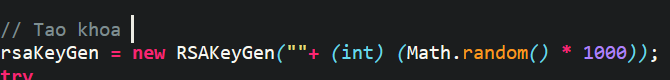 // Tao khoa
rsaKeyGen = new RSAKeyGen(""+ (int) (Math.random() * 1000));
try